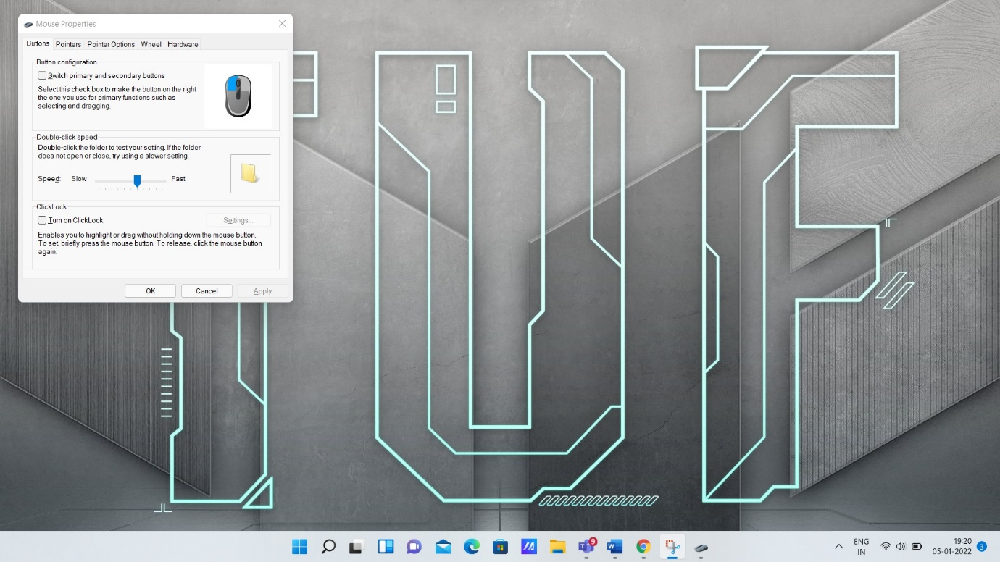 Mouse Properties
Buttons Pointers Pointer Options Wheel Hardware
Button configuration
Switch primary and secondary buttons
Select this check box to make the button on the right
the one you use for primary functions such as
selecting and dragging.
Double-click speed
Double-click the folder to test your setting. If the folder
does not open or close, try using a slower setting.
Speed: Slow Fast
ClickLock
Turn on ClickLock
Settings...
Enables you to highlight or drag without holding down the mouse button.
To set, briefly press the mouse button. To release, click the mouse button
again.
OK Cancel Apply
TUF
9
ENG
IN
19:20
05-01-2022
3